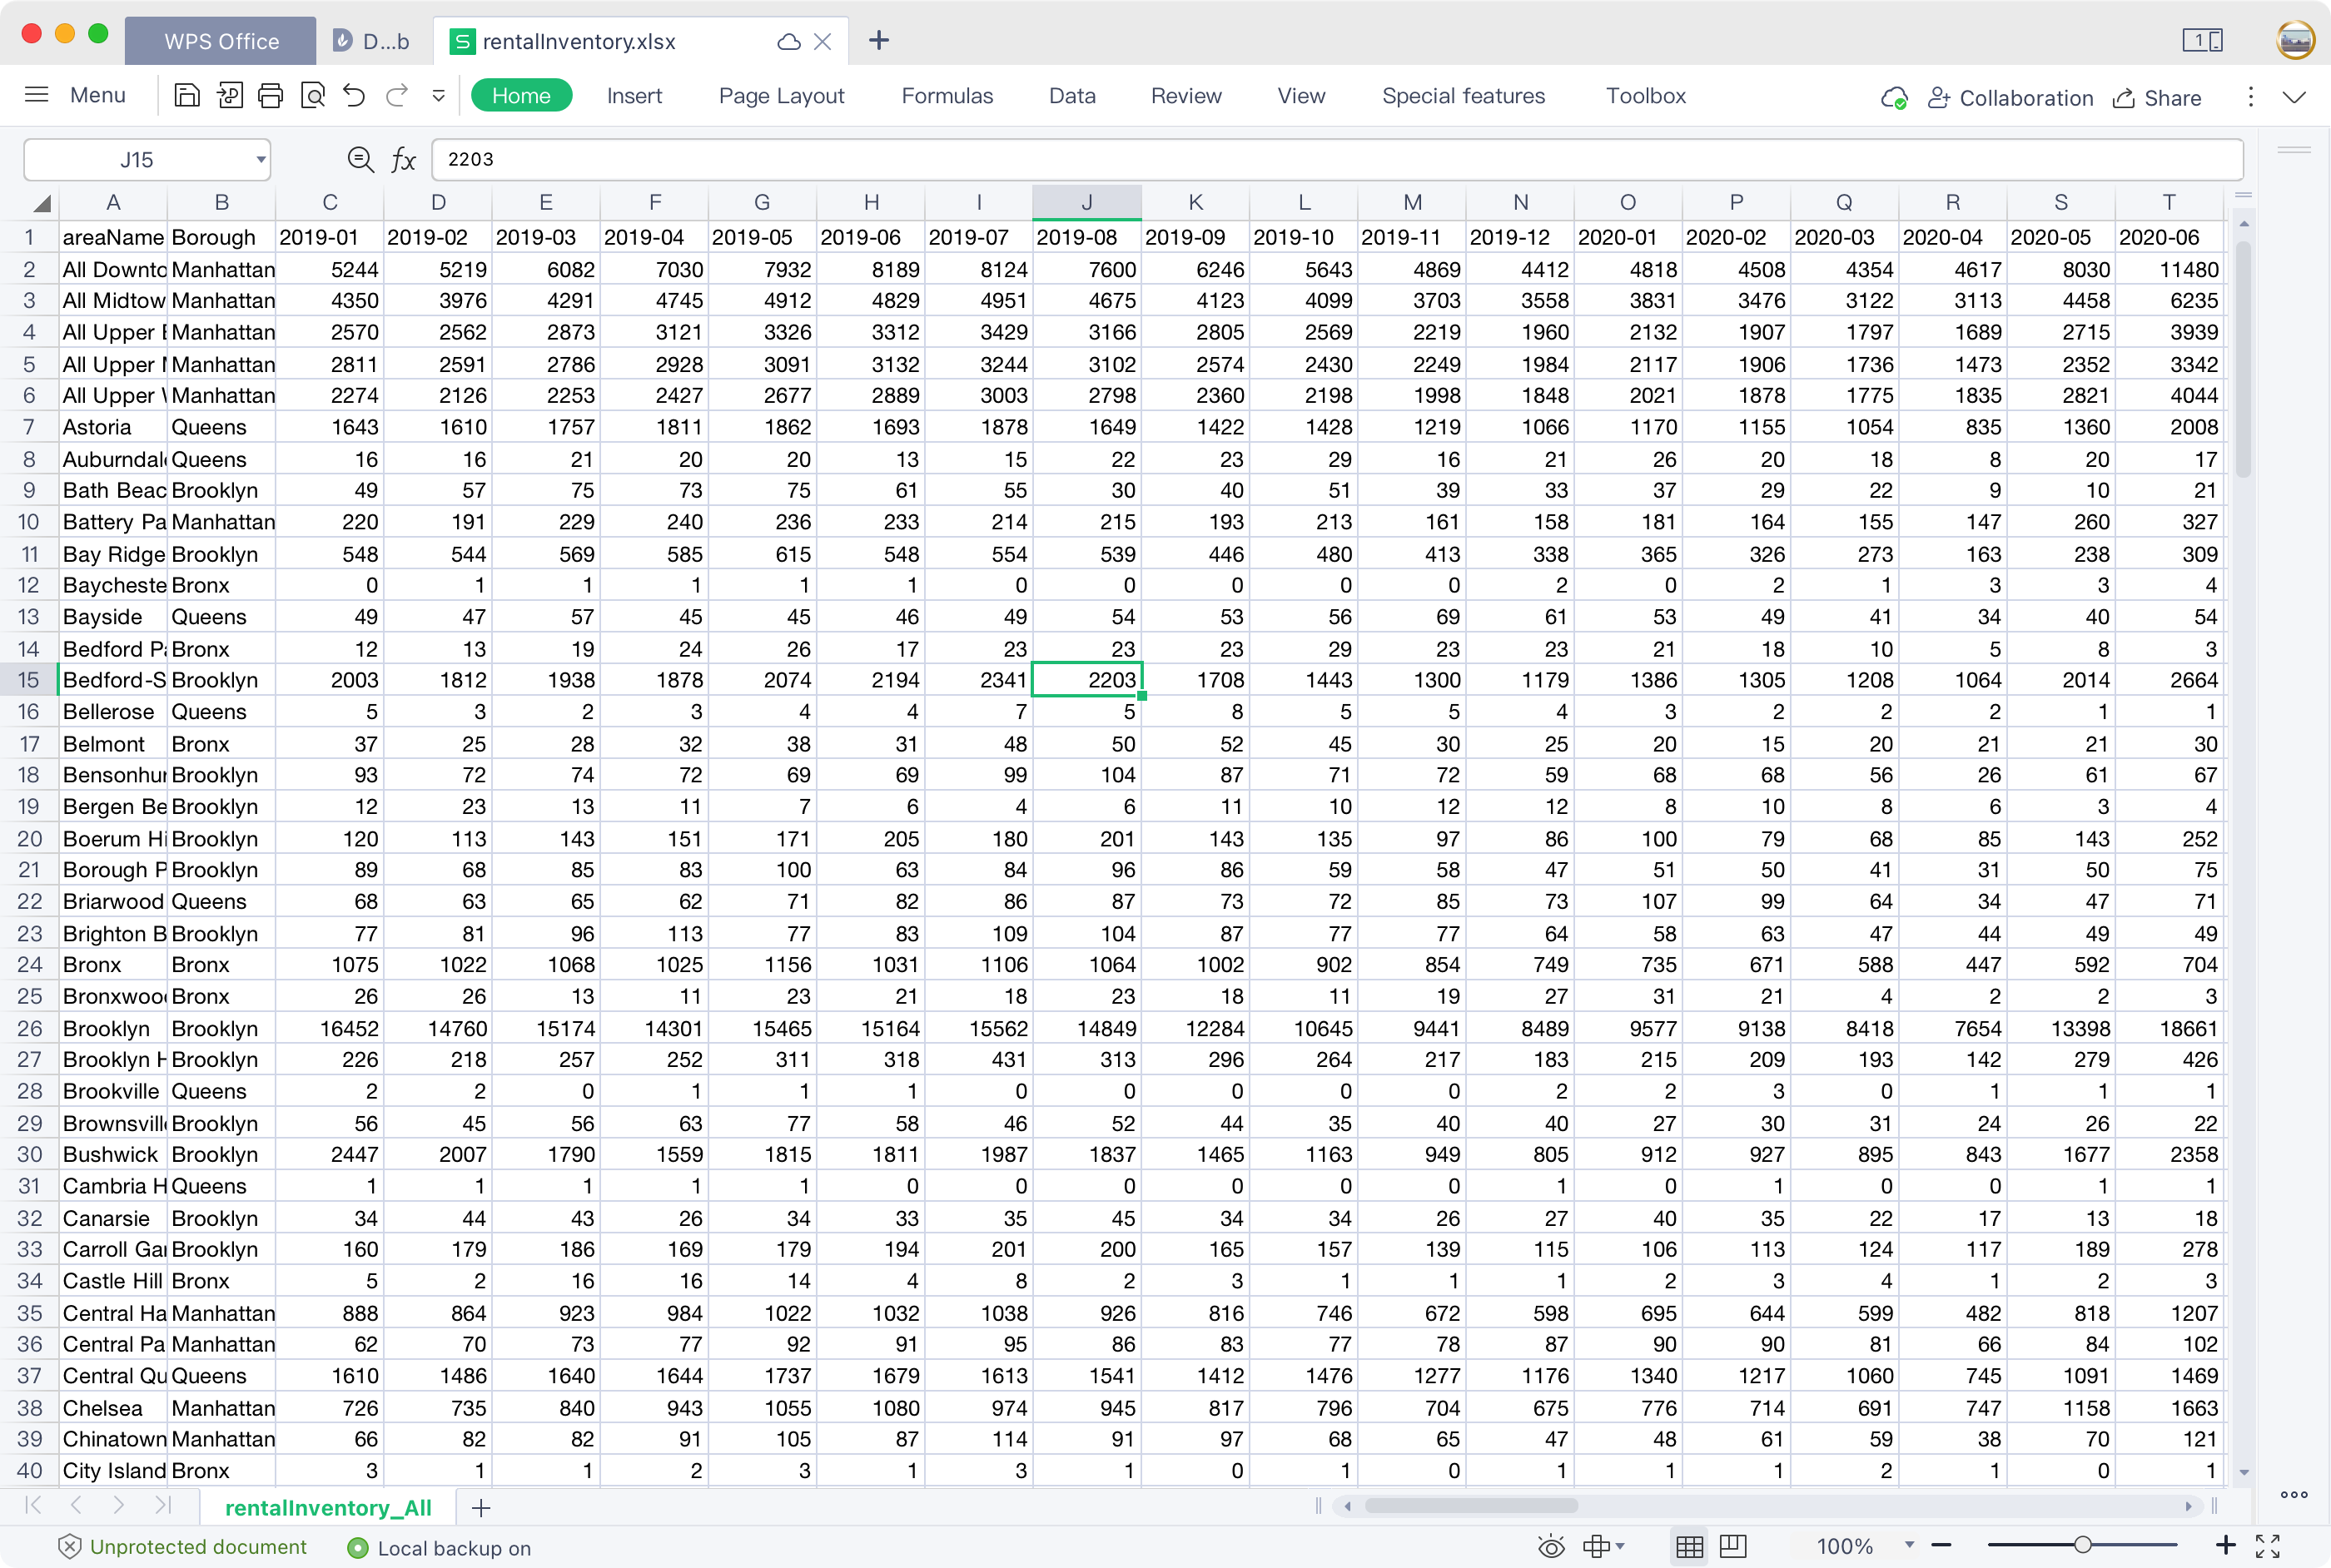 WPS Office D...b S rentalInventory.xlsx 1
Menu Home Insert Page Layout Formulas Data Review View Special features Toolbox Collaboration Share
J15 fx 2203
A B C D E F G H I J K L M N O P Q R S T
1 areaName Borough 2019-01 2019-02 2019-03 2019-04 2019-05 2019-06 2019-07 2019-08 2019-09 2019-10 2019-11 2019-12 2020-01 2020-02 2020-03 2020-04 2020-05 2020-06
2 All Downto Manhattan 5244 5219 6082 7030 7932 8189 8124 7600 6246 5643 4869 4412 4818 4508 4354 4617 8030 11480
3 All Midtow Manhattan 4350 3976 4291 4745 4912 4829 4951 4675 4123 4099 3703 3558 3831 3476 3122 3113 4458 6235
4 All Upper Manhattan 2570 2562 2873 3121 3326 3312 3429 3166 2805 2569 2219 1960 2132 1907 1797 1689 2715 3939
5 All Upper Manhattan 2811 2591 2786 2928 3091 3132 3244 3102 2574 2430 2249 1984 2117 1906 1736 1473 2352 3342
6 All Upper Manhattan 2274 2126 2253 2427 2677 2889 3003 2798 2360 2198 1998 1848 2021 1878 1775 1835 2821 4044
7 Astoria Queens 1643 1610 1757 1811 1862 1693 1878 1649 1422 1428 1219 1066 1170 1155 1054 835 1360 2008
8 Auburndal Queens 16 16 21 20 20 13 15 22 23 29 16 21 26 20 18 8 20 17
9 Bath Beac Brooklyn 49 57 75 73 75 61 55 30 40 51 39 33 37 29 22 9 10 21
10 Battery Pa Manhattan 220 191 229 240 236 233 214 215 193 213 161 158 181 164 155 147 260 327
11 Bay Ridge Brooklyn 548 544 569 585 615 548 554 539 446 480 413 338 365 326 273 163 238 309
12 Baycheste Bronx 0 1 1 1 1 1 0 0 0 0 0 2 0 2 1 3 3 4
13 Bayside Queens 49 47 57 45 45 46 49 54 53 56 69 61 53 49 41 34 40 54
14 Bedford Pa Bronx 12 13 19 24 26 17 23 23 23 29 23 23 21 18 10 5 8 3
15 Bedford-S Brooklyn 2003 1812 1938 1878 2074 2194 2341 2203 1708 1443 1300 1179 1386 1305 1208 1064 2014 2664
16 Bellerose Queens 5 3 2 3 4 4 7 5 8 5 5 4 3 2 2 2 1 1
17 Belmont Bronx 37 25 28 32 38 31 48 50 52 45 30 25 20 15 20 21 21 30
18 Bensonhur Brooklyn 93 72 74 72 69 69 99 104 87 71 72 59 68 68 56 26 61 67
19 Bergen Be Brooklyn 12 23 13 11 7 6 4 6 11 10 12 12 8 10 8 6 3 4
20 Boerum Hi Brooklyn 120 113 143 151 171 205 180 201 143 135 97 86 100 79 68 85 143 252
21 Borough P Brooklyn 89 68 85 83 100 63 84 96 86 59 58 47 51 50 41 31 50 75
22 Briarwood Queens 68 63 65 62 71 82 86 87 73 72 85 73 107 99 64 34 47 71
23 Brighton B Brooklyn 77 81 96 113 77 83 109 104 87 77 77 64 58 63 47 44 49 49
24 Bronx Bronx 1075 1022 1068 1025 1156 1031 1106 1064 1002 902 854 749 735 671 588 447 592 704
25 Bronxwoo Bronx 26 26 13 11 23 21 18 23 18 11 19 27 31 21 4 2 2 3
26 Brooklyn Brooklyn 16452 14760 15174 14301 15465 15164 15562 14849 12284 10645 9441 8489 9577 9138 8418 7654 13398 18661
27 Brooklyn H Brooklyn 226 218 257 252 311 318 431 313 296 264 217 183 215 209 193 142 279 426
28 Brookville Queens 2 2 0 1 1 1 0 0 0 0 0 2 2 3 0 1 1 1
29 Brownsvill Brooklyn 56 45 56 63 77 58 46 52 44 35 40 40 27 30 31 24 26 22
30 Bushwick Brooklyn 2447 2007 1790 1559 1815 1811 1987 1837 1465 1163 949 805 912 927 895 843 1677 2358
31 Cambria H Queens 1 1 1 1 1 0 0 0 0 0 0 1 0 1 0 0 1 1
32 Canarsie Brooklyn 34 44 43 26 34 33 35 45 34 34 26 27 40 35 22 17 13 18
33 Carroll Gar Brooklyn 160 179 186 169 179 194 201 200 165 157 139 115 106 113 124 117 189 278
34 Castle Hill Bronx 5 2 16 16 14 4 8 2 3 1 1 1 2 3 4 1 2 3
35 Central Ha Manhattan 888 864 923 984 1022 1032 1038 926 816 746 672 598 695 644 599 482 818 1207
36 Central Pa Manhattan 62 70 73 77 92 91 95 86 83 77 78 87 90 90 81 66 84 102
37 Central Qu Queens 1610 1486 1640 1644 1737 1679 1613 1541 1412 1476 1277 1176 1340 1217 1060 745 1091 1469
38 Chelsea Manhattan 726 735 840 943 1055 1080 974 945 817 796 704 675 776 714 691 747 1158 1663
39 Chinatown Manhattan 66 82 82 91 105 87 114 91 97 68 65 47 48 61 59 38 70 121
40 City Island Bronx 3 1 1 2 3 1 3 1 0 1 0 1 1 1 2 1 0 1
rentalInventory_All
Unprotected document Local backup on 100%